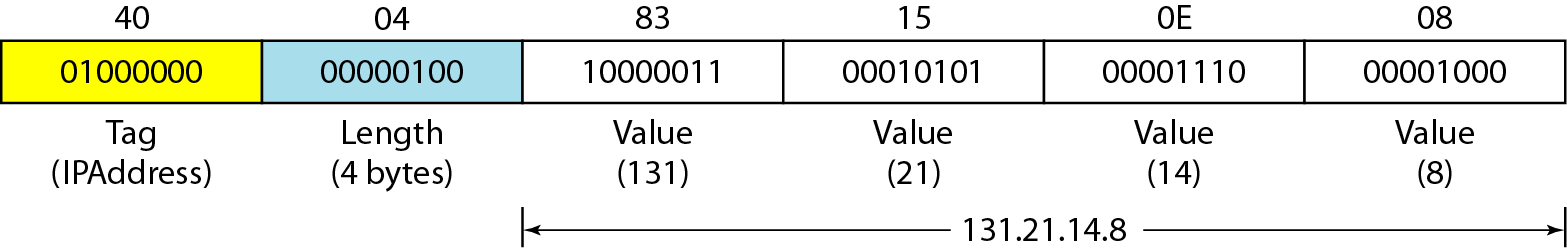 40 04 83 15 0E 08
01000000 00000100 10000011 00010101 00001110 00001000
Tag Length Value Value Value Value
(IPAddress) (4 bytes) (131) (21) (14) (8)
131.21.14.8